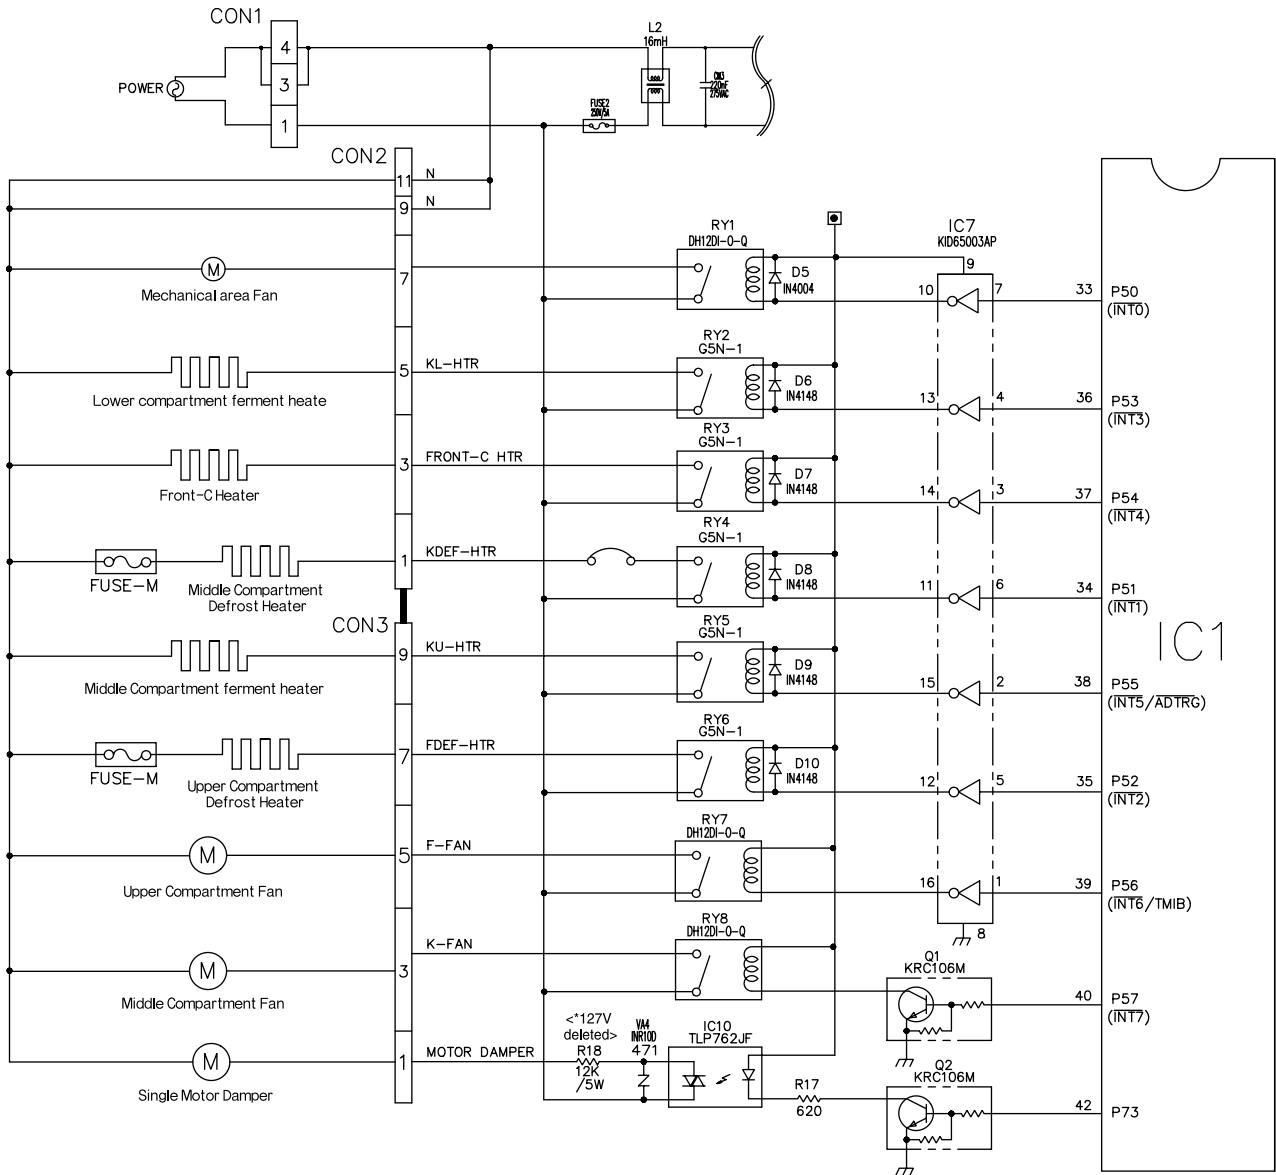 CON1
4
3
1
POWER
L2
16mH
220nF
275VAC
FUSE2
250V/5A
CON2
11
N
9
N
7
Mechanical area Fan
RY1
DH12DI-O-Q
D5
IN4004
IC7
KID65003AP
9
10
7
33
P50
(INT0)
5
KL-HTR
Lower compartment ferment heate
RY2
G5N-1
D6
IN4148
13
4
36
P53
(INT3)
3
FRONT-C HTR
Front-C Heater
RY3
G5N-1
D7
IN4148
14
3
37
P54
(INT4)
1
KDEF-HTR
FUSE-M
Middle Compartment
Defrost Heater
RY4
G5N-1
D8
IN4148
11
6
34
P51
(INT1)
IC1
CON3
9
KU-HTR
Middle Compartment ferment heater
RY5
G5N-1
D9
IN4148
15
2
38
P55
(INT5/ADTRG)
7
FDEF-HTR
FUSE-M
Upper Compartment
Defrost Heater
RY6
G5N-1
D10
IN4148
12
5
35
P52
(INT2)
M
M
5
F-FAN
Upper Compartment Fan
RY7
DH12DI-O-Q
16
1
39
P56
(INT6/TMIB)
8
M
3
K-FAN
Middle Compartment Fan
RY8
DH12DI-O-Q
Q1
KRC106M
40
P57
(INT7)
M
1
MOTOR DAMPER
Single Motor Damper
<*127V
deleted>
R18
12K
/5W
VA4
INR10D
471
IC10
TLP762JF
R17
620
Q2
KRC106M
42
P73